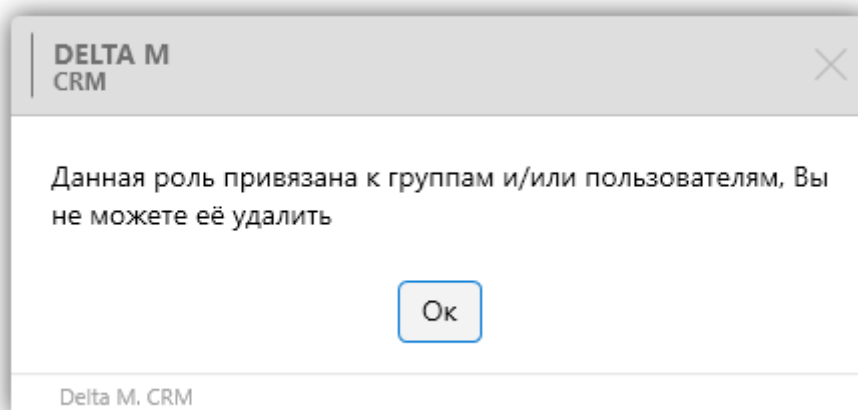 DELTA M
CRM
Данная роль привязана к группам и/или пользователям, Вы
не можете её удалить
Ок
Delta M. CRM